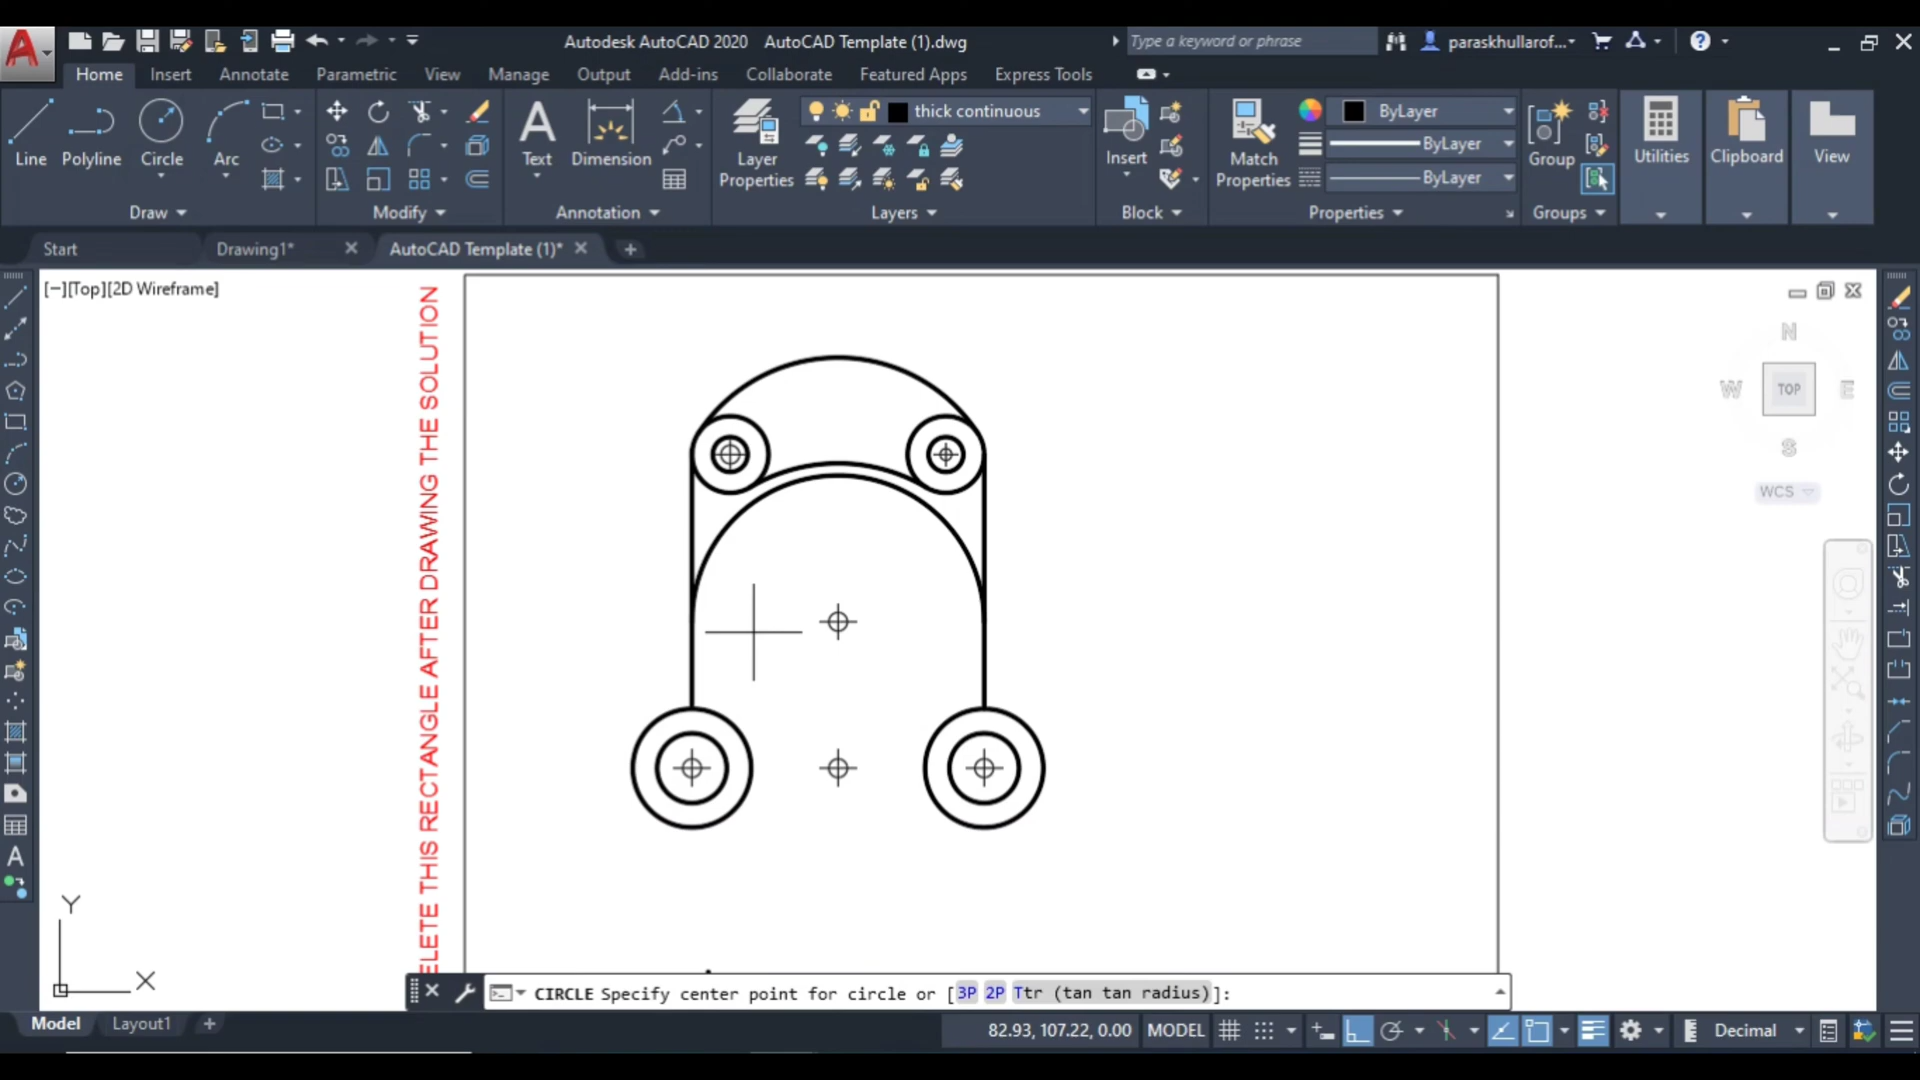 Autodesk AutoCAD 2020 AutoCAD Template (1).dwg
Type a keyword or phrase
paraskhullarof...
Home Insert Annotate Parametric View Manage Output Add-ins Collaborate Featured Apps Express Tools
Line
Polyline
Circle
Arc
Draw
Modify
Text
Dimension
Annotation
Layer
Properties
thick continuous
Layers
Insert
Block
Match
Properties
ByLayer
ByLayer
ByLayer
Properties
Group
Groups
Utilities
Clipboard
View
Start
Drawing1*
AutoCAD Template (1)*
[−][Top][2D Wireframe]
ELETE THIS RECTANGLE AFTER DRAWING THE SOLUTION
N
W TOP E
S
WCS
Y
X
CIRCLE Specify center point for circle or [3P 2P Ttr (tan tan radius)]:
Model
Layout1
82.93, 107.22, 0.00 MODEL
Decimal